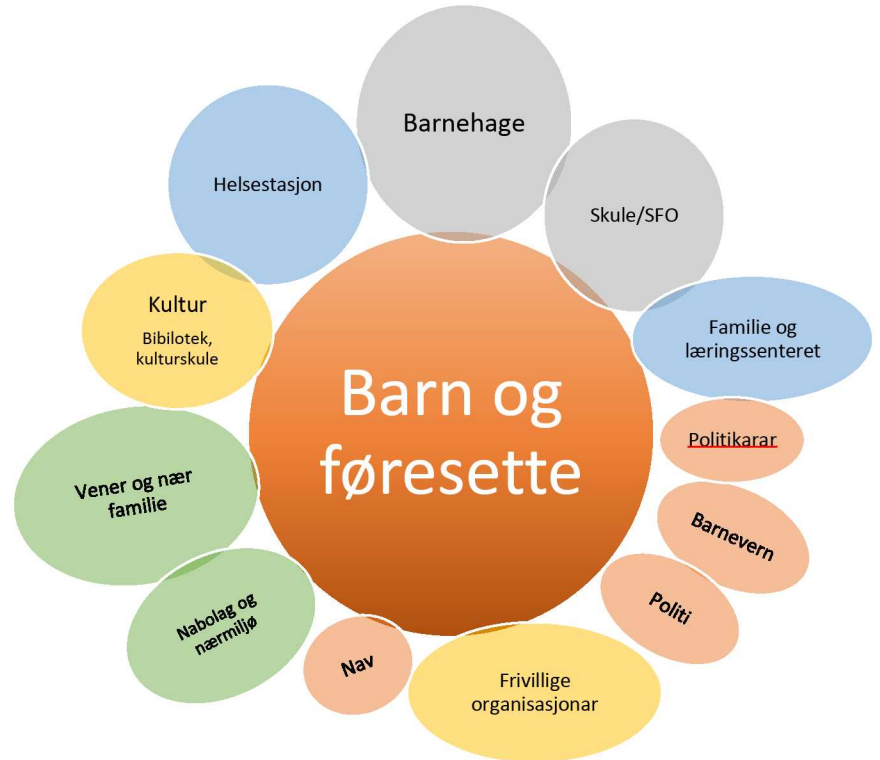 Barnehage
Helsestasjon
Skule/SFO
Kultur
Bibilotek,
kulturskule
Familie og
læringssenteret
Barn og
føresette
Politikarar
Vener og nær
familie
Barnevern
Politi
Nabolag og
nærmiljø
Nav
Frivillige
organisasjonar